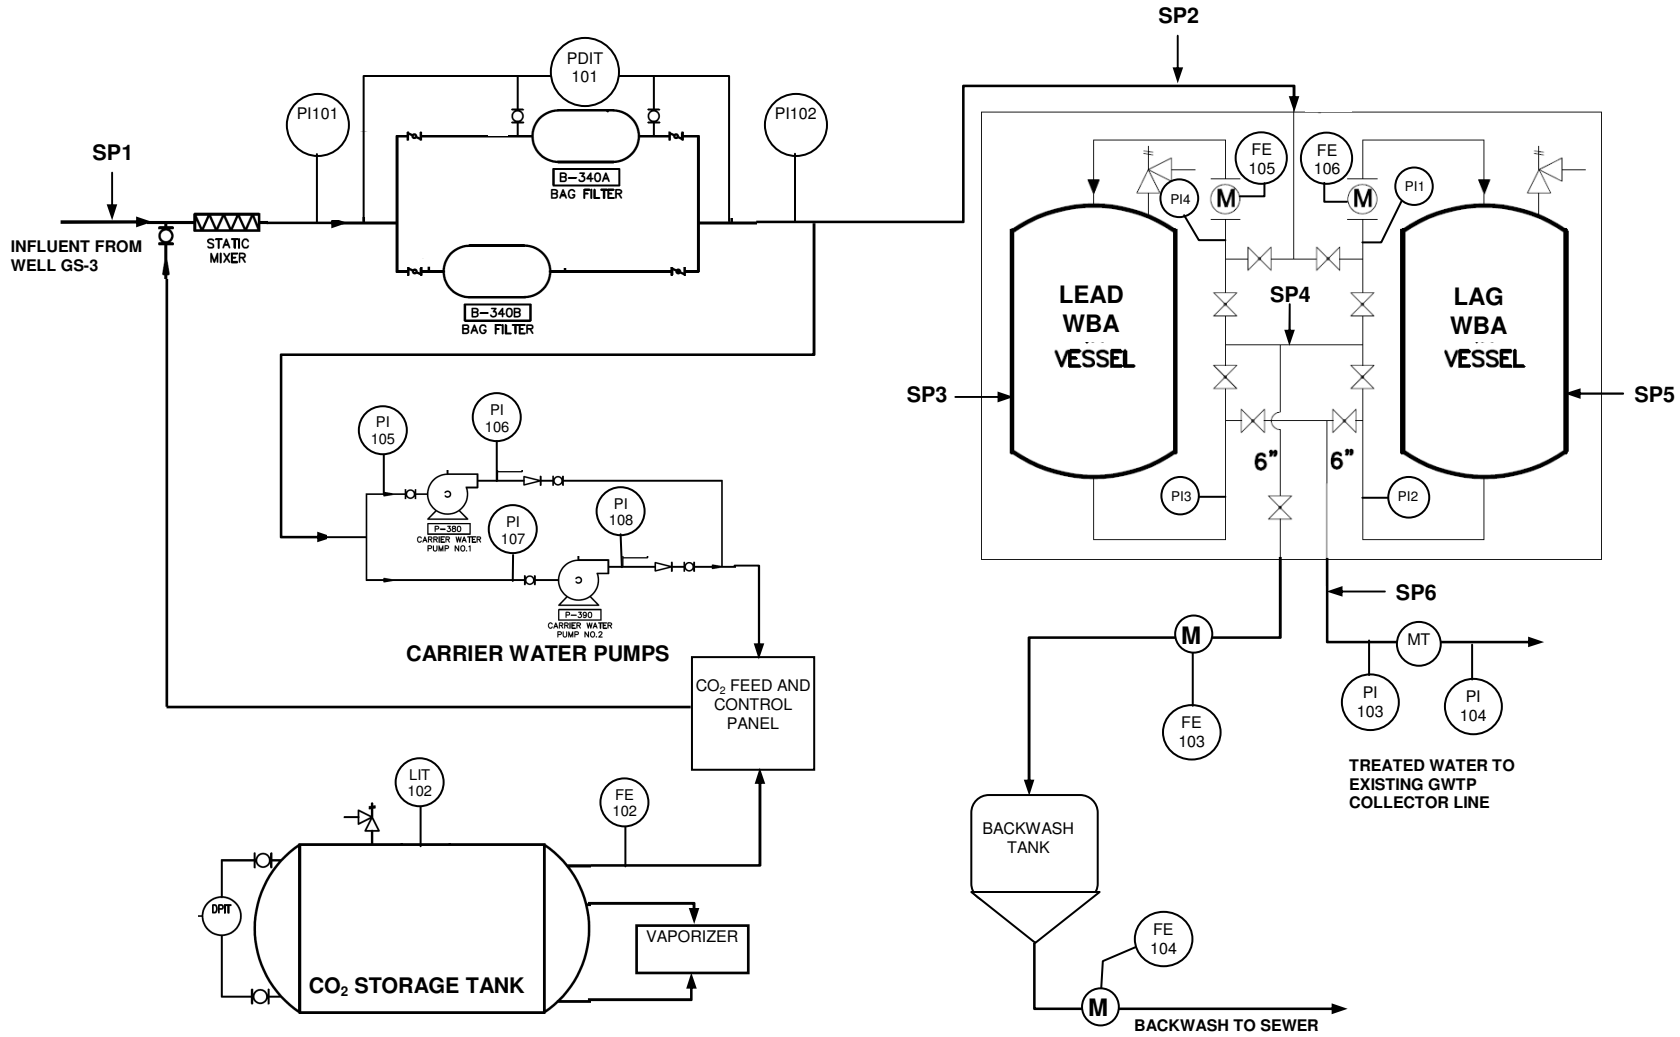 SP2
PDIT
101
PI101
PI102
SP1
FE
105
FE
106
PI4
PI1
M
M
B-340A
BAG FILTER
INFLUENT FROM
WELL GS-3
STATIC
MIXER
B-340B
BAG FILTER
LEAD
WBA
VESSEL
SP4
LAG
WBA
VESSEL
SP3
SP5
PI
105
PI
106
6”
6”
PI3
PI2
C
P-380
CARRIER WATER
PUMP NO.1
PI
107
PI
108
C
P-390
CARRIER WATER
PUMP NO.2
CARRIER WATER PUMPS
SP6
M
MT
FE
103
PI
103
PI
104
CO₂ FEED AND
CONTROL
PANEL
TREATED WATER TO
EXISTING GWTP
COLLECTOR LINE
LIT
102
FE
102
BACKWASH
TANK
DPIT
VAPORIZER
CO₂ STORAGE TANK
FE
104
M
BACKWASH TO SEWER